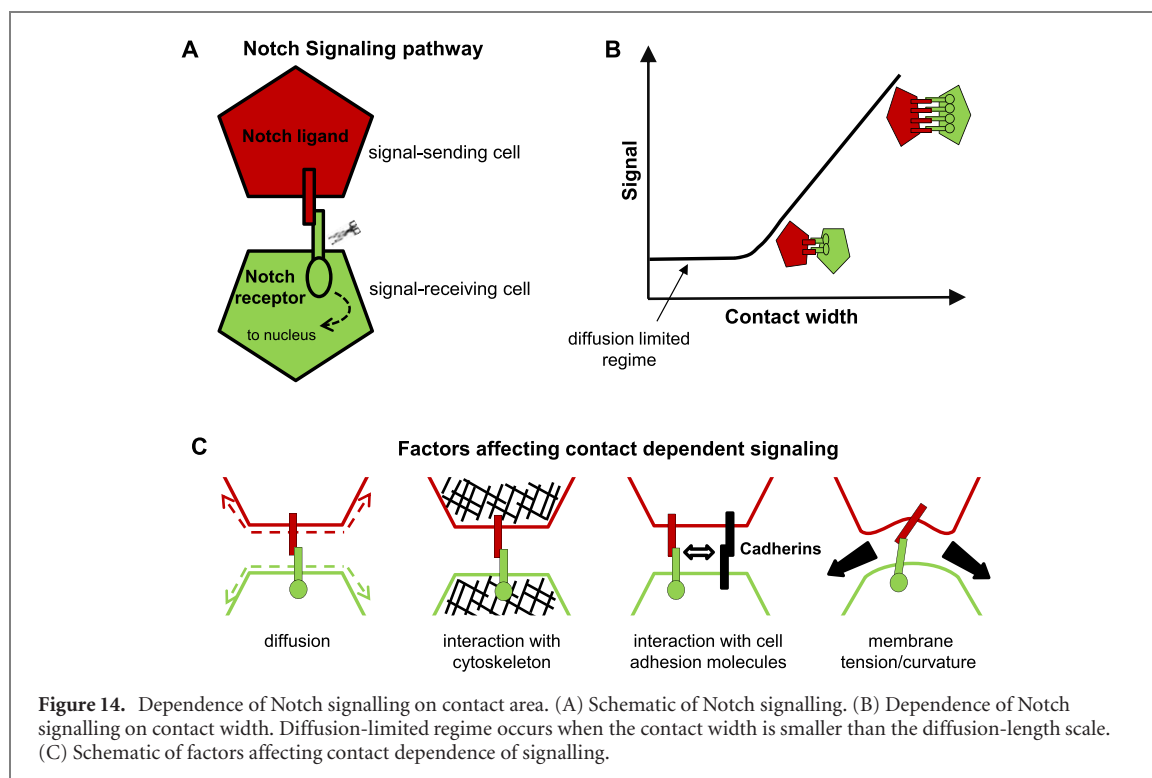 A
Notch Signaling pathway
Notch ligand
signal-sending cell
Notch
receptor
signal-receiving cell
to nucleus
B
Signal
Contact width
diffusion limited
regime
C
Factors affecting contact dependent signaling
diffusion
interaction with
cytoskeleton
Cadherins
interaction with cell
adhesion molecules
membrane
tension/curvature
Figure 14. Dependence of Notch signalling on contact area. (A) Schematic of Notch signalling. (B) Dependence of Notch
signalling on contact width. Diffusion-limited regime occurs when the contact width is smaller than the diffusion-length scale.
(C) Schematic of factors affecting contact dependence of signalling.